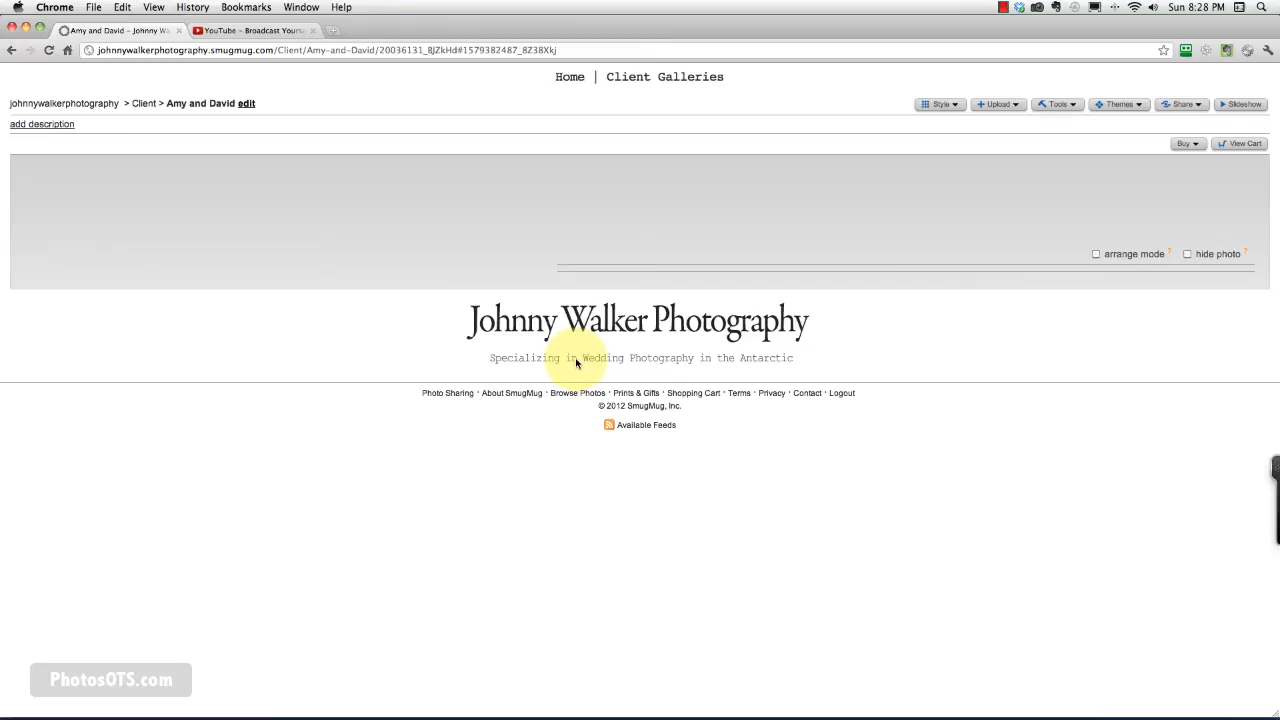 Chrome File Edit View History Bookmarks Window Help Sun 8:28 PM
Amy and David – Johnny Wa YouTube – Broadcast Yourse
johnnywalkerphotography.smugmug.com/Client/Amy-and-David/20036131_BJZkHd#1579382487_8Z38Xkj
Home | Client Galleries
johnnywalkerphotography > Client > Amy and David edit Style Upload Tools Themes Share Slideshow
add description
Buy View Cart
arrange mode ? hide photo ?
Johnny Walker Photography
Specializing in Wedding Photography in the Antarctic
Photo Sharing · About SmugMug · Browse Photos · Prints & Gifts · Shopping Cart · Terms · Privacy · Contact · Logout
© 2012 SmugMug, Inc.
Available Feeds
PhotosOTS.com